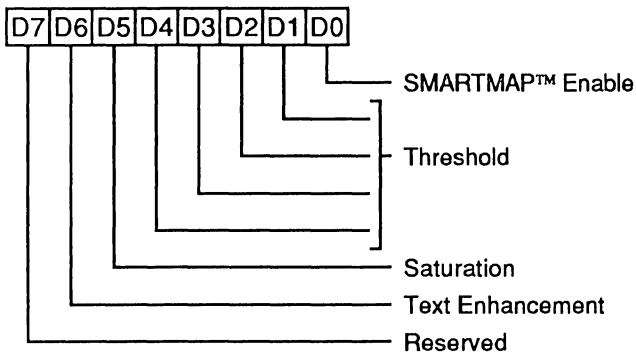 D7 D6 D5 D4 D3 D2 D1 D0
SMARTMAP™ Enable
Threshold
Saturation
Text Enhancement
Reserved